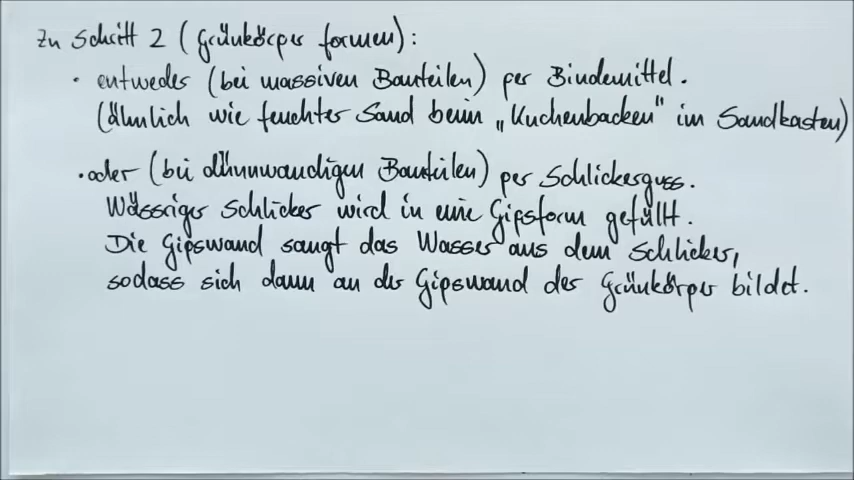 Zu Schritt 2 (Grünkörper formen):
· entweder (bei massiven Bauteilen) per Bindemittel.
(ähnlich wie feuchter Sand beim „Kuchenbacken" im Sandkasten)
· oder (bei dünnwandigen Bauteilen) per Schlickerguss.
Wässriger Schlicker wird in eine Gipsform gefüllt.
Die Gipswand saugt das Wasser aus dem Schlicker,
sodass sich dann an der Gipswand der Grünkörper bildet.